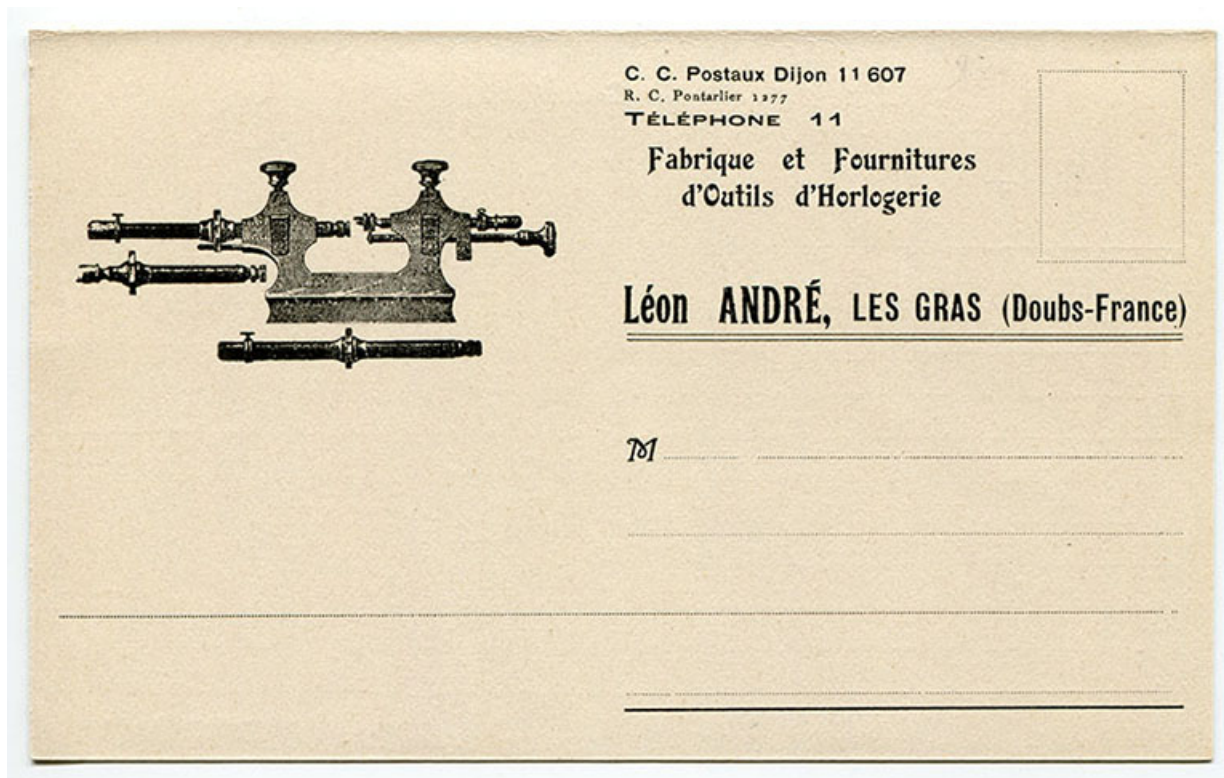 C. C. Postaux Dijon 11 607
R. C. Pontarlier 1277
TÉLÉPHONE 11
Fabrique et Fournitures
d'Outils d'Horlogerie
Léon ANDRÉ, LES GRAS (Doubs-France)
M